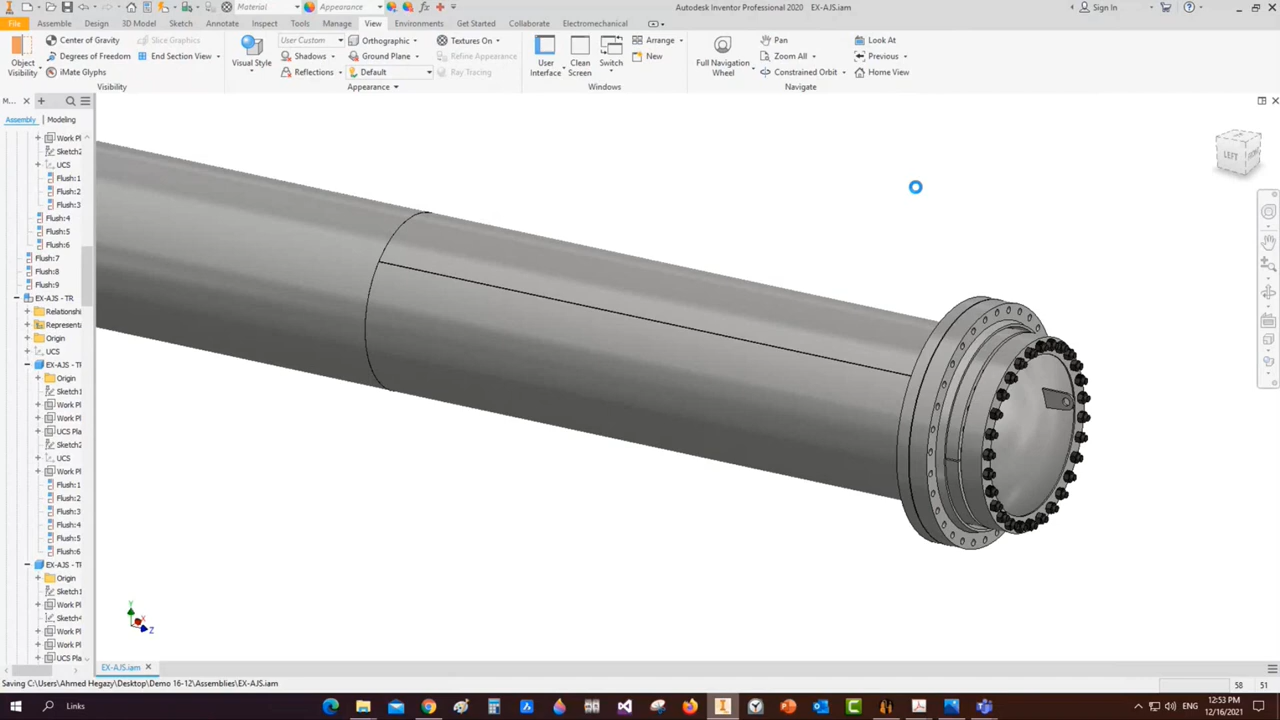 Material
Appearance
Autodesk Inventor Professional 2020 EX-AJS.iam
Sign In
File
Assemble
Design
3D Model
Sketch
Annotate
Inspect
Tools
Manage
View
Environments
Get Started
Collaborate
Electromechanical
Object Visibility
Center of Gravity
Degrees of Freedom
iMate Glyphs
Slice Graphics
End Section View
Visibility
Visual Style
User Custom
Shadows
Reflections
Orthographic
Ground Plane
Default
Textures On
Refine Appearance
Ray Tracing
Appearance
User Interface
Clean Screen
Switch
Arrange
New
Windows
Full Navigation Wheel
Pan
Zoom All
Constrained Orbit
Look At
Previous
Home View
Navigate
M...
Assembly
Modeling
Work Pl
Sketch2
UCS
Flush:1
Flush:2
Flush:3
Flush:4
Flush:5
Flush:6
Flush:7
Flush:8
Flush:9
EX-AJS - TR
Relationshi
Represent
Origin
UCS
EX-AJS - TF
Origin
Sketch1
Work Pl
Work Pl
UCS Pla
Sketch2
UCS
Work Pl
Flush:1
Flush:2
Flush:3
Flush:4
Flush:5
Flush:6
EX-AJS - TF
Origin
Sketch1
Work Pl
Sketch4
Work Pl
Work Pl
UCS Pla
LEFT
Y
X
Z
EX-AJS.iam
Saving C:\Users\Ahmed Hegazy\Desktop\Demo 16-12\Assemblies\EX-AJS.iam
58 51
Links
12:53 PM
12/16/2021